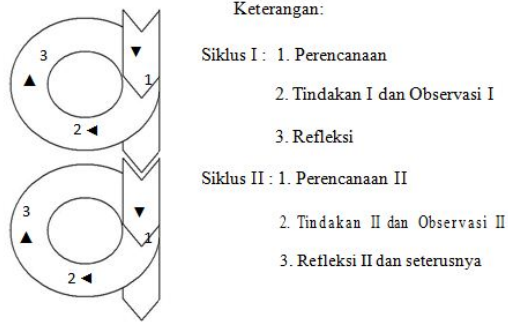 Keterangan:
Siklus I : 1. Perencanaan
2. Tindakan I dan Observasi I
3. Refleksi
Siklus II : 1. Perencanaan II
2. Tindakan II dan Observasi II
3. Refleksi II dan seterusnya
3
1
2
3
1
2